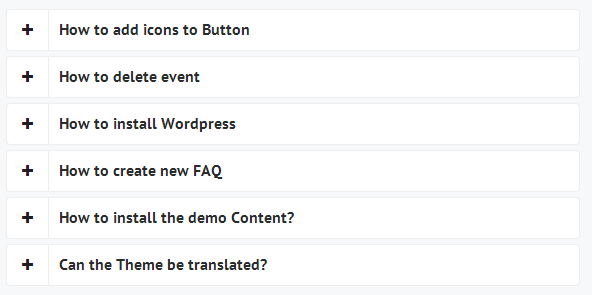 How to add icons to Button
How to delete event
How to install Wordpress
How to create new FAQ
How to install the demo Content?
Can the Theme be translated?